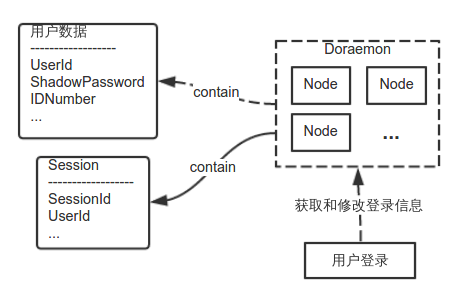 用户数据
------------------
UserId
ShadowPassword
IDNumber
...
Session
------------------
SessionId
UserId
...
contain
contain
Doraemon
Node
Node
Node
...
获取和修改登录信息
用户登录